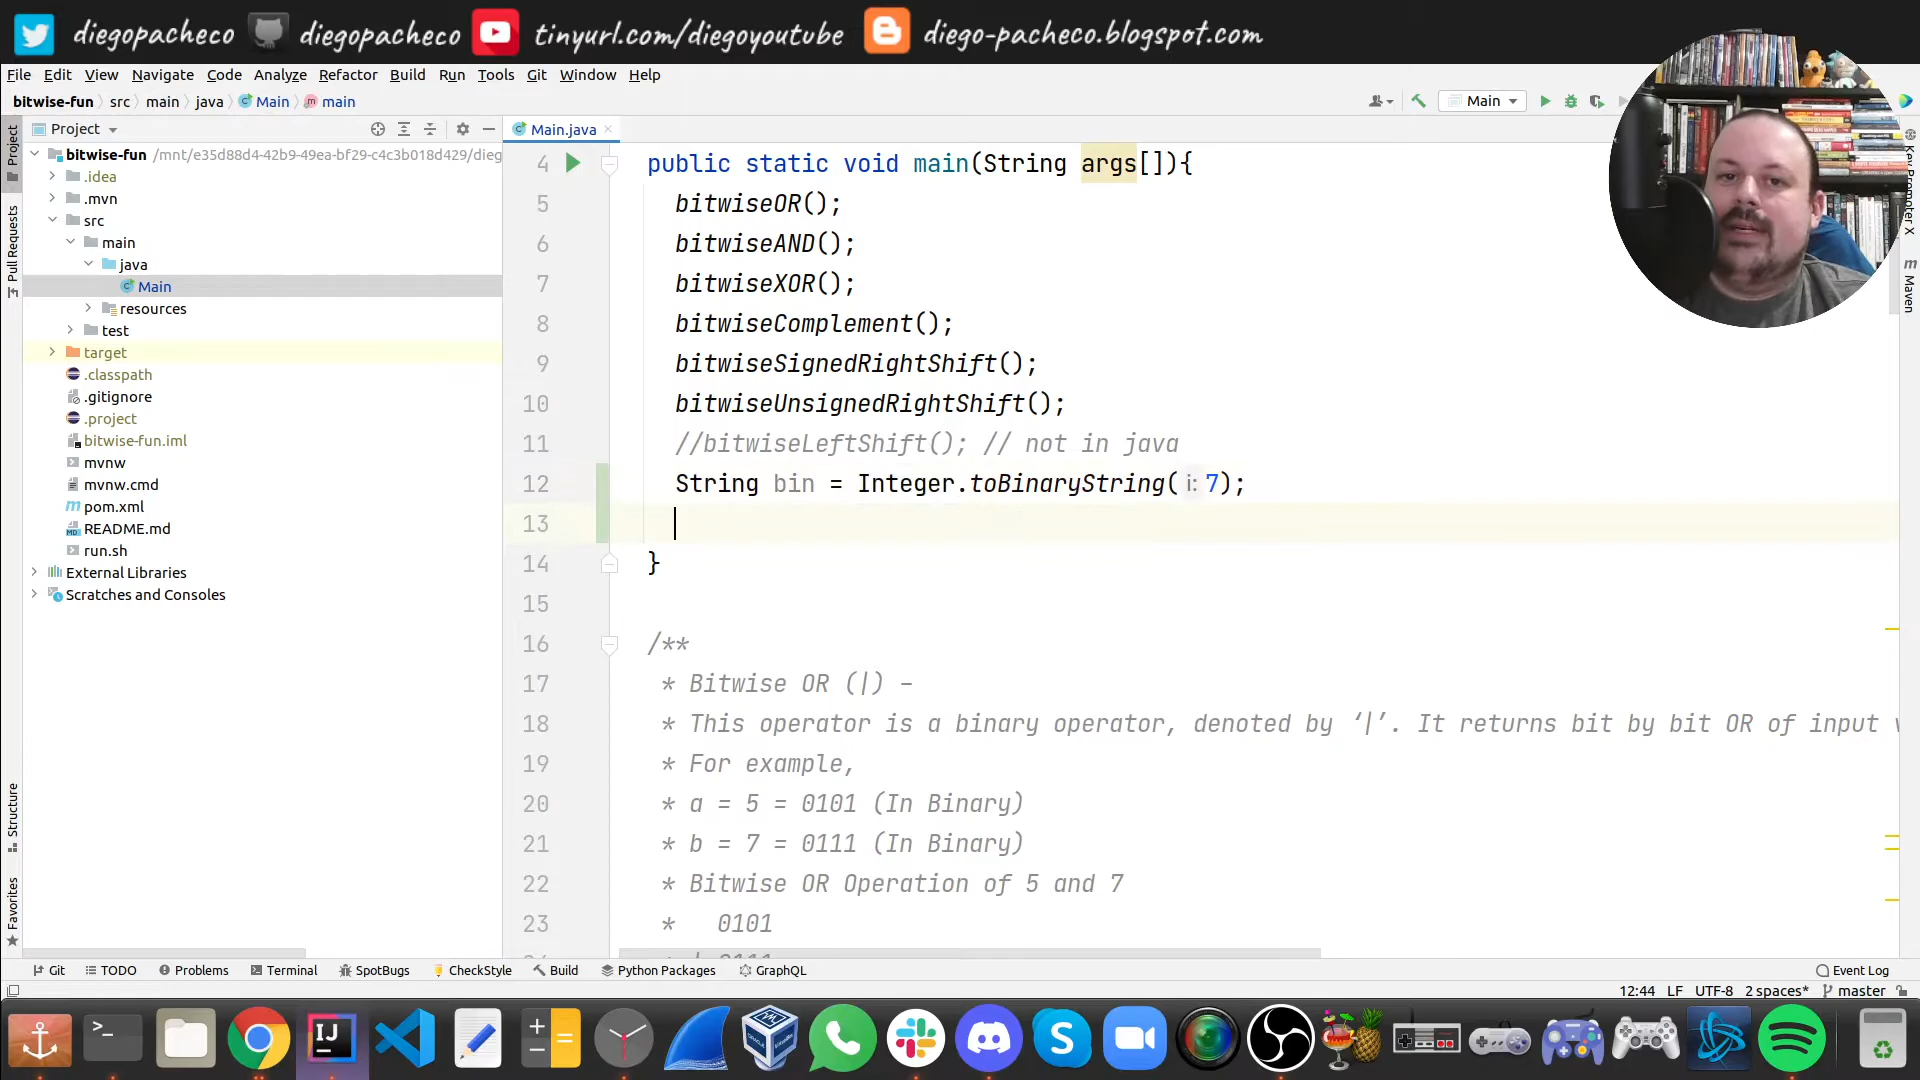 diegopacheco diegopacheco tinyurl.com/diegoyoutube diego-pacheco.blogspot.com
File Edit View Navigate Code Analyze Refactor Build Run Tools Git Window Help
bitwise-fun src main java Main main
Main
Project
Main.java
bitwise-fun /mnt/e35d88d4-42b9-49ea-bf29-c4c3b018d429/dieg
.idea
.mvn
src
main
java
Main
resources
test
target
.classpath
.gitignore
.project
bitwise-fun.iml
mvnw
mvnw.cmd
pom.xml
README.md
run.sh
External Libraries
Scratches and Consoles
Project
Pull Requests
Structure
Favorites
4 public static void main(String args[]){
5 bitwiseOR();
6 bitwiseAND();
7 bitwiseXOR();
8 bitwiseComplement();
9 bitwiseSignedRightShift();
10 bitwiseUnsignedRightShift();
11 //bitwiseLeftShift(); // not in java
12 String bin = Integer.toBinaryString( i: 7);
13
14 }
15
16 /**
17 * Bitwise OR (|) –
18 * This operator is a binary operator, denoted by ‘|’. It returns bit by bit OR of input v
19 * For example,
20 * a = 5 = 0101 (In Binary)
21 * b = 7 = 0111 (In Binary)
22 * Bitwise OR Operation of 5 and 7
23 * 0101
Key Promoter X
Maven
Git TODO Problems Terminal SpotBugs CheckStyle Build Python Packages GraphQL Event Log
12:44 LF UTF-8 2 spaces* master